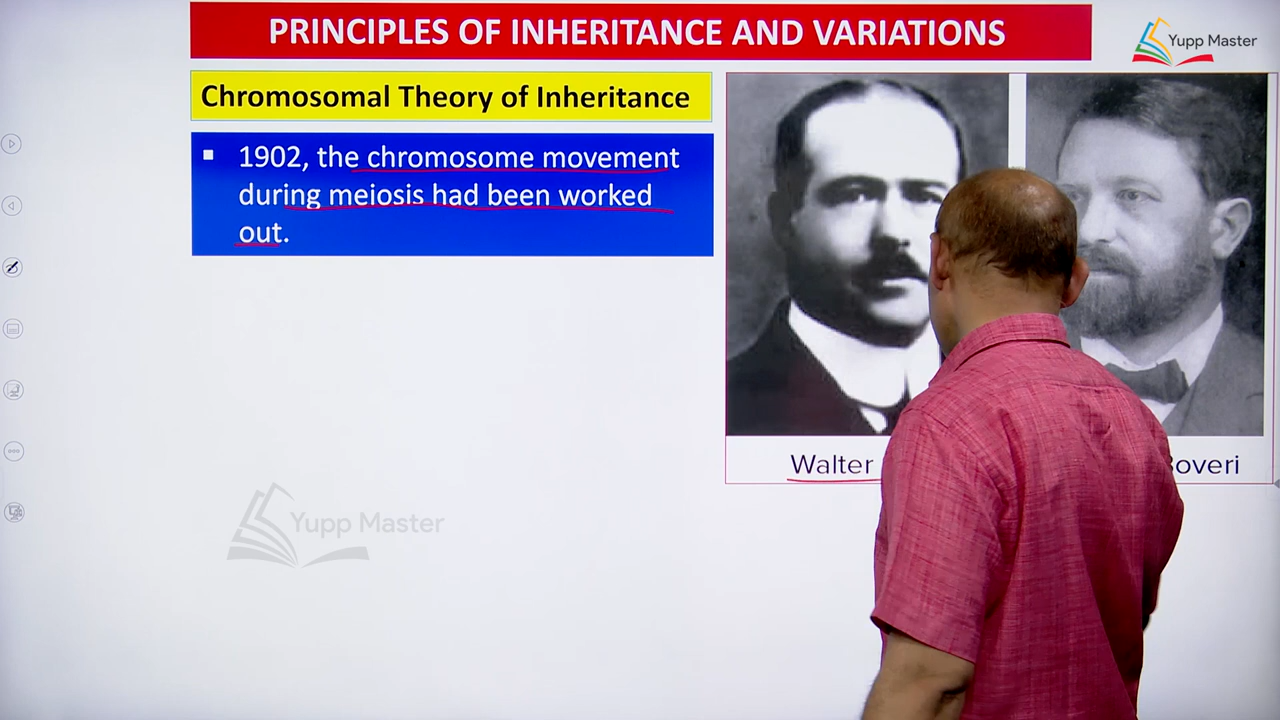 PRINCIPLES OF INHERITANCE AND VARIATIONS
Yupp Master
Chromosomal Theory of Inheritance
▪ 1902, the chromosome movement
during meiosis had been worked
out.
Walter
Boveri
Yupp Master